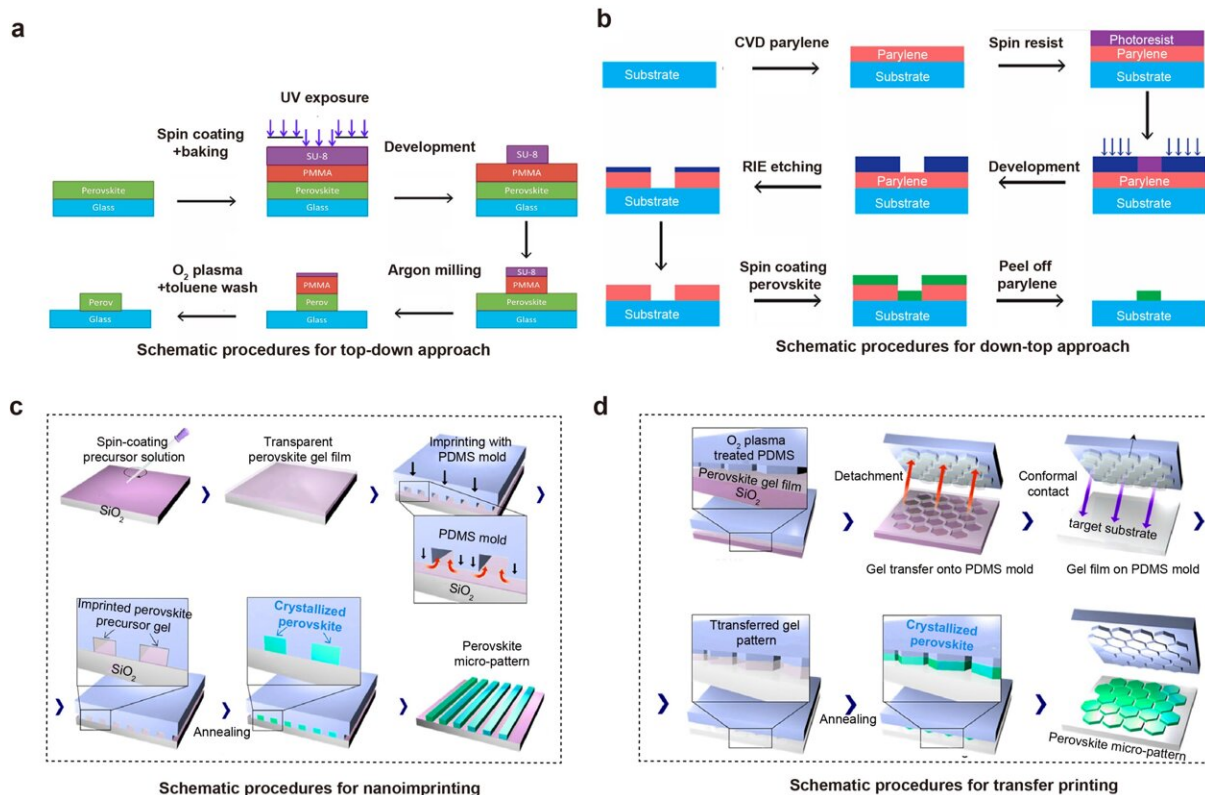 a
UV exposure
Spin coating
+baking
Development
SU-8
PMMA
Perovskite
Glass
Perovskite
Glass
SU-8
PMMA
Perovskite
Glass
O₂ plasma
+toluene wash
Argon milling
Perov
Glass
PMMA
Perov
Glass
SU-8
PMMA
Perovskite
Glass
Schematic procedures for top-down approach
b
CVD parylene
Spin resist
Substrate
Parylene
Substrate
Photoresist
Parylene
Substrate
RIE etching
Development
Substrate
Parylene
Substrate
Parylene
Substrate
Spin coating
perovskite
Peel off
parylene
Substrate
Substrate
Substrate
Schematic procedures for down-top approach
c
Spin-coating
precursor solution
SiO₂
Transparent
perovskite gel film
Imprinting with
PDMS mold
PDMS mold
SiO₂
Imprinted perovskite
precursor gel
SiO₂
Annealing
Crystallized
perovskite
Perovskite
micro-pattern
Schematic procedures for nanoimprinting
d
O₂ plasma
treated PDMS
Perovskite gel film
SiO₂
Detachment
Gel transfer onto PDMS mold
Conformal
contact
target substrate
Gel film on PDMS mold
Ttransferred gel
pattern
Annealing
Crystallized
perovskite
Perovskite micro-pattern
Schematic procedures for transfer printing